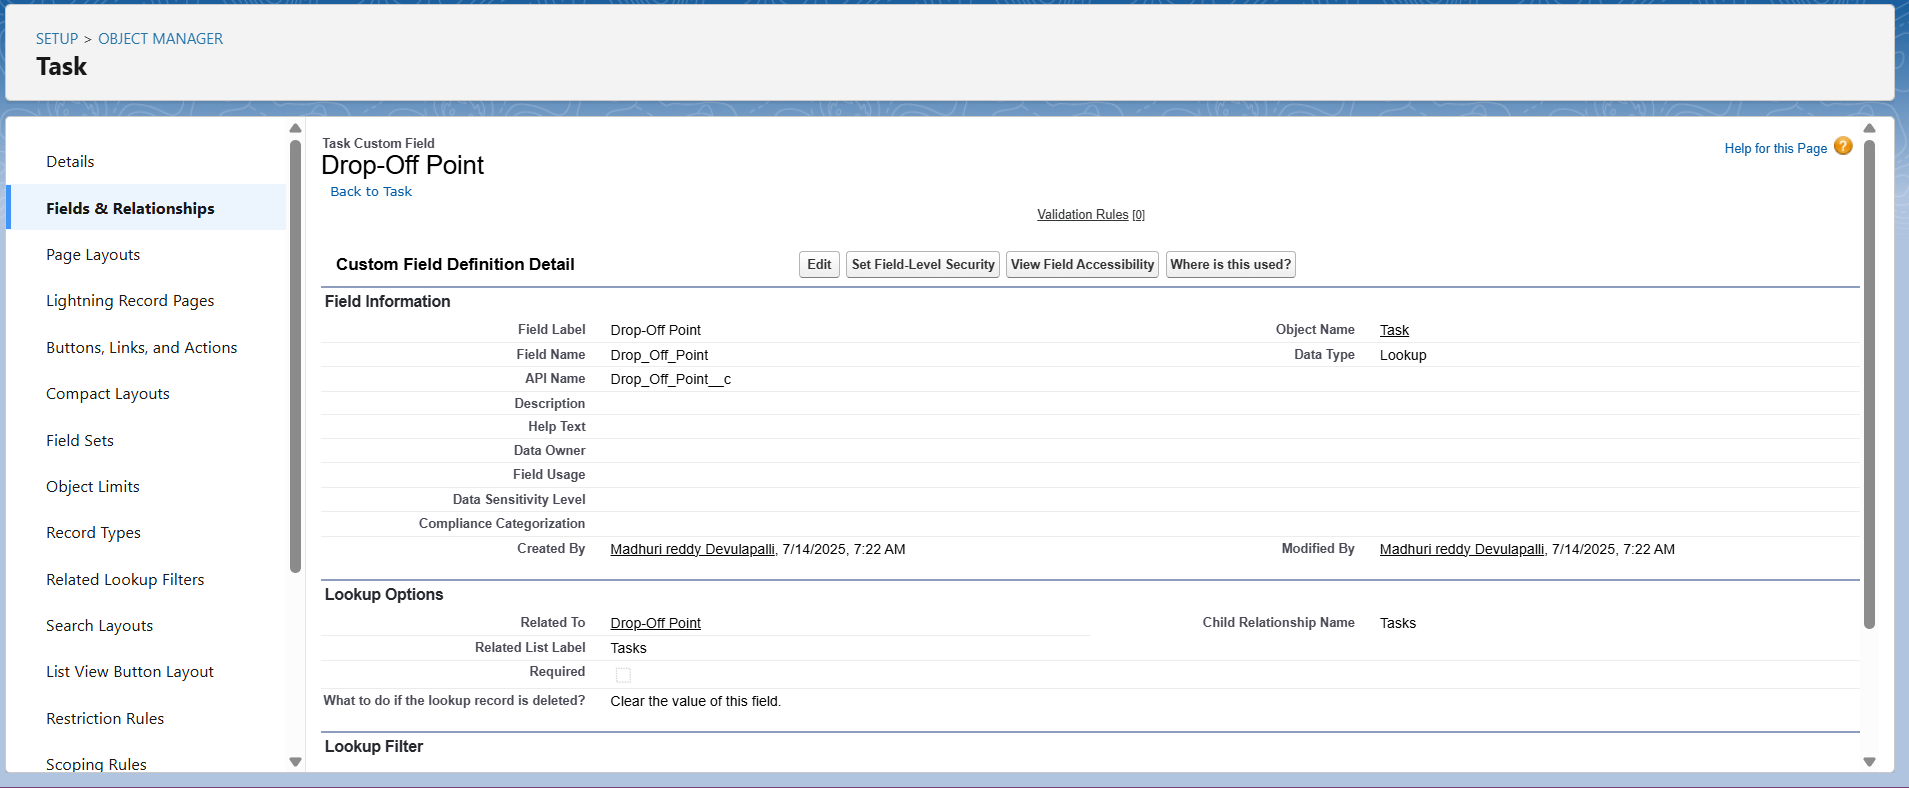 SETUP > OBJECT MANAGER
Task
Details
Fields & Relationships
Page Layouts
Lightning Record Pages
Buttons, Links, and Actions
Compact Layouts
Field Sets
Object Limits
Record Types
Related Lookup Filters
Search Layouts
List View Button Layout
Restriction Rules
Scoping Rules
Task Custom Field
Drop-Off Point
Back to Task
Help for this Page ?
Validation Rules [0]
Custom Field Definition Detail Edit Set Field-Level Security View Field Accessibility Where is this used?
Field Information
Field Label Drop-Off Point Object Name Task
Field Name Drop_Off_Point Data Type Lookup
API Name Drop_Off_Point__c
Description
Help Text
Data Owner
Field Usage
Data Sensitivity Level
Compliance Categorization
Created By Madhuri reddy Devulapalli, 7/14/2025, 7:22 AM Modified By Madhuri reddy Devulapalli, 7/14/2025, 7:22 AM
Lookup Options
Related To Drop-Off Point Child Relationship Name Tasks
Related List Label Tasks
Required
What to do if the lookup record is deleted? Clear the value of this field.
Lookup Filter